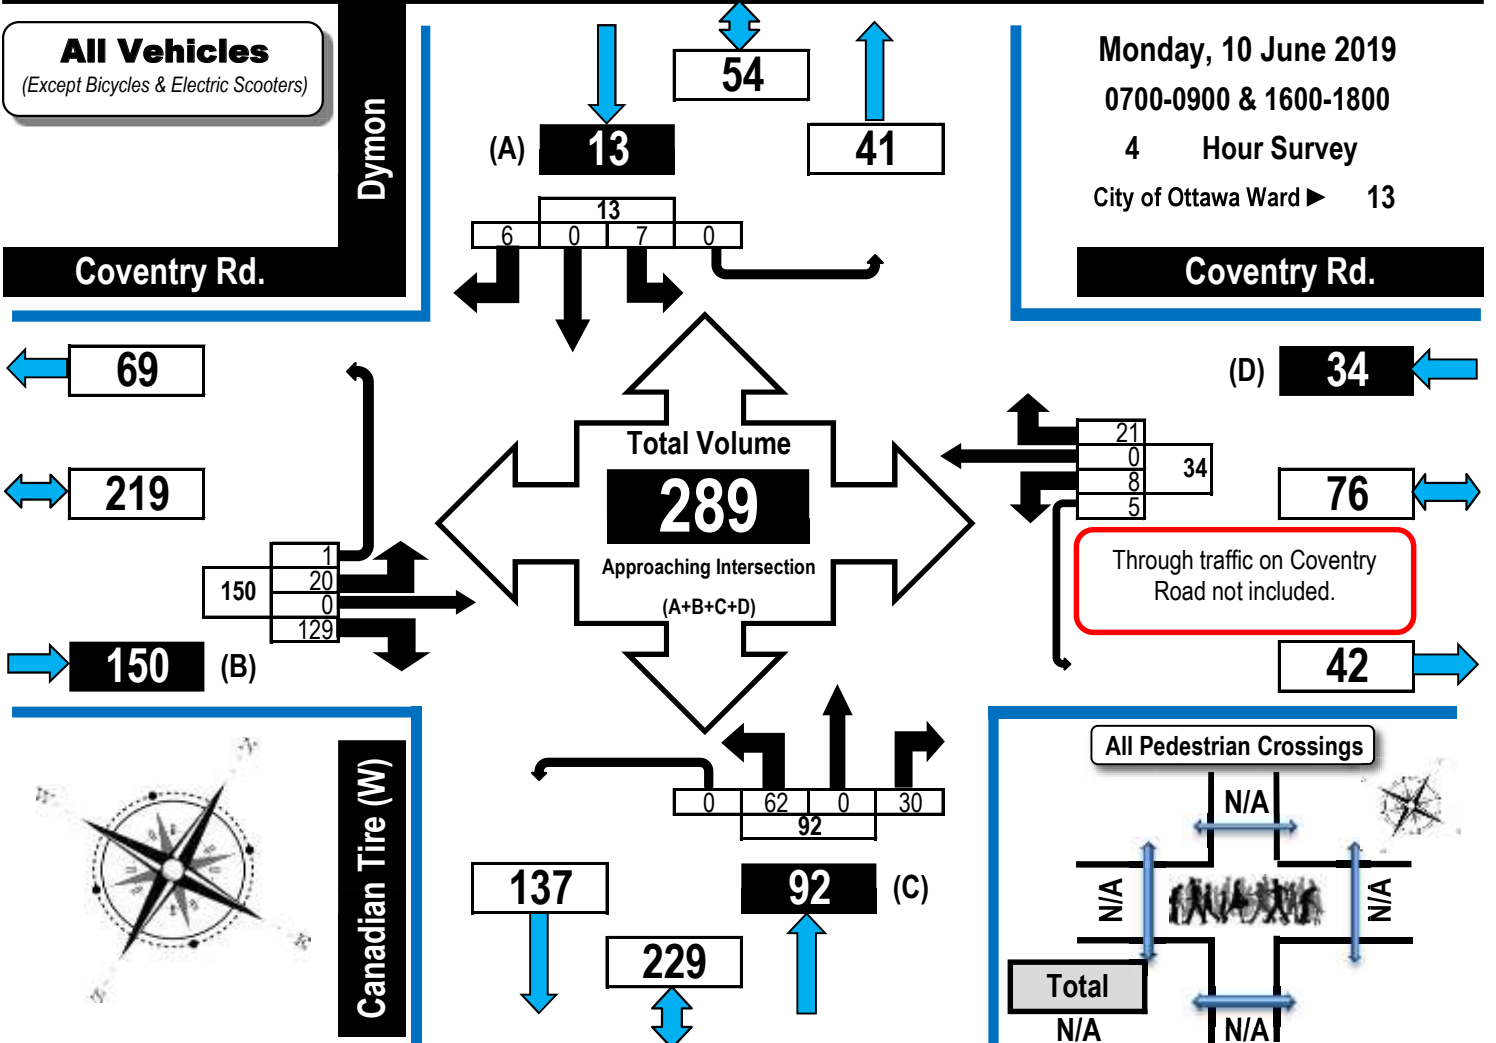 All Vehicles
(Except Bicycles & Electric Scooters)
Dymon
Coventry Rd.
54
(A) 13
41
13
6 0 7 0
Monday, 10 June 2019
0700-0900 & 1600-1800
4 Hour Survey
City of Ottawa Ward ► 13
Coventry Rd.
69
219
1
150 20
0
129
150 (B)
Total Volume
289
Approaching Intersection
(A+B+C+D)
(D) 34
21
0 34
8
5
76
Through traffic on Coventry
Road not included.
42
Canadian Tire (W)
0 62 0 30
92
137
92 (C)
229
All Pedestrian Crossings
N/A
N/A
N/A
Total
N/A
N/A